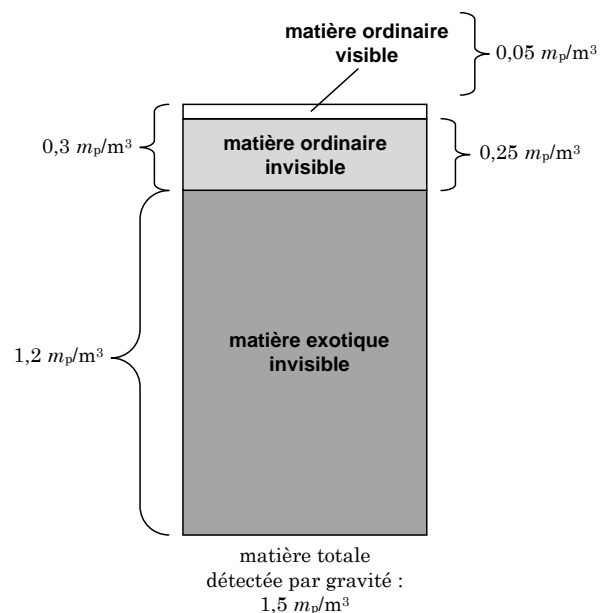 matière ordinaire
visible
0,05 mₚ/m³
0,3 mₚ/m³
matière ordinaire
invisible
0,25 mₚ/m³
1,2 mₚ/m³
matière exotique
invisible
matière totale
détectée par gravité :
1,5 mₚ/m³